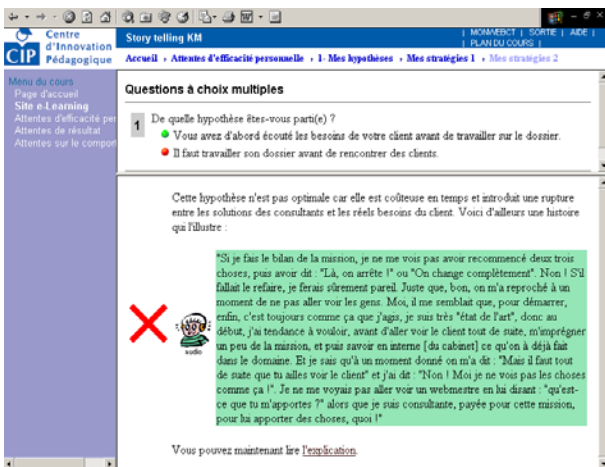 Centre
d'Innovation
CIP Pédagogique
Story telling KM
| MONWEBCT | SORTIE | AIDE |
| PLAN DU COURS |
Accueil › Attentes d'efficacité personnelle › 1- Mes hypothèses › Mes stratégies 1 › Mes stratégies 2
Menu du cours
Page d'accueil
Site e-Learning
Attentes d'efficacité per
Attentes de résultat
Attentes sur le comport
Questions à choix multiples
1
De quelle hypothèse êtes-vous parti(e) ?
Vous avez d'abord écouté les besoins de votre client avant de travailler sur le dossier.
Il faut travailler son dossier avant de rencontrer des clients.
Cette hypothèse n'est pas optimale car elle est coûteuse en temps et introduit une rupture
entre les solutions des consultants et les réels besoins du client. Voici d'ailleurs une histoire
qui l'illustre :
"Si je fais le bilan de la mission, je ne me vois pas avoir recommencé deux trois
choses, puis avoir dit : "Là, on arrête !" ou "On change complètement". Non ! S'il
fallait le refaire, je ferais sûrement pareil. Juste que, bon, on m'a reproché à un
moment de ne pas aller voir les gens. Moi, il me semblait que, pour démarrer,
enfin, c'est toujours comme ça que j'agis, je suis très "état de l'art", donc au
début, j'ai tendance à vouloir, avant d'aller voir le client tout de suite, m'imprégner
un peu de la mission, et puis savoir en interne [du cabinet] ce qu'on à déjà fait
dans le domaine. Et je sais qu'à un moment donné on m'a dit : "Mais il faut tout
de suite que tu ailles voir le client" et j'ai dit : "Non ! Moi je ne vois pas les choses
comme ça !". Je ne me voyais pas aller voir un webmestre en lui disant : "qu'est-
ce que tu m'apportes ?" alors que je suis consultante, payée pour cette mission,
pour lui apporter des choses, quoi !"
audio
Vous pouvez maintenant lire l'explication.